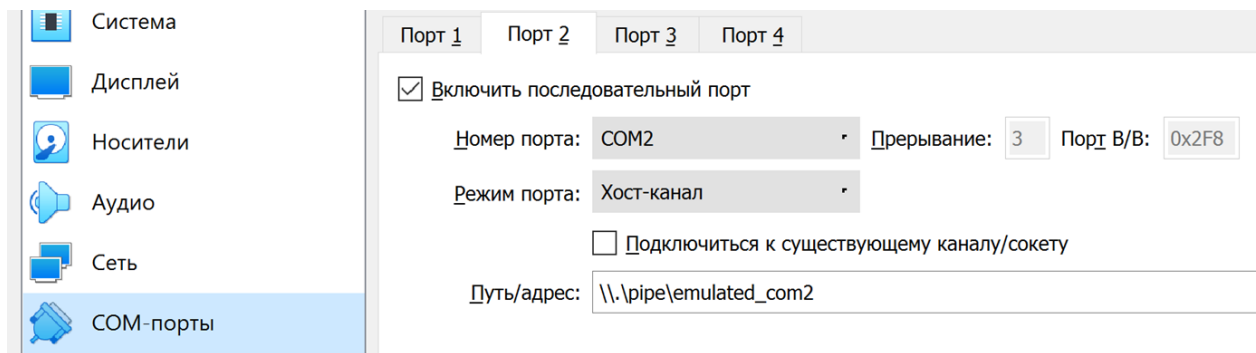 Система
Дисплей
Носители
Аудио
Сеть
COM-порты
Порт 1 Порт 2 Порт 3 Порт 4
Включить последовательный порт
Номер порта: COM2 Прерывание: 3 Порт В/В: 0x2F8
Режим порта: Хост-канал
Подключиться к существующему каналу/сокету
Путь/адрес: \\.\pipe\emulated_com2